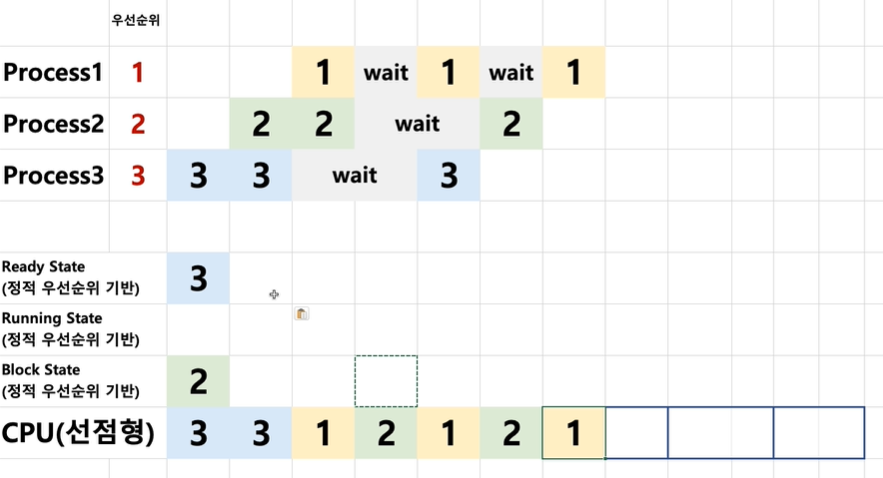 우선순위
Process1 1 1 wait 1 wait 1
Process2 2 2 2 wait 2
Process3 3 3 3 wait 3
Ready State
(정적 우선순위 기반) 3
Running State
(정적 우선순위 기반)
Block State
(정적 우선순위 기반) 2
CPU(선점형) 3 3 1 2 1 2 1